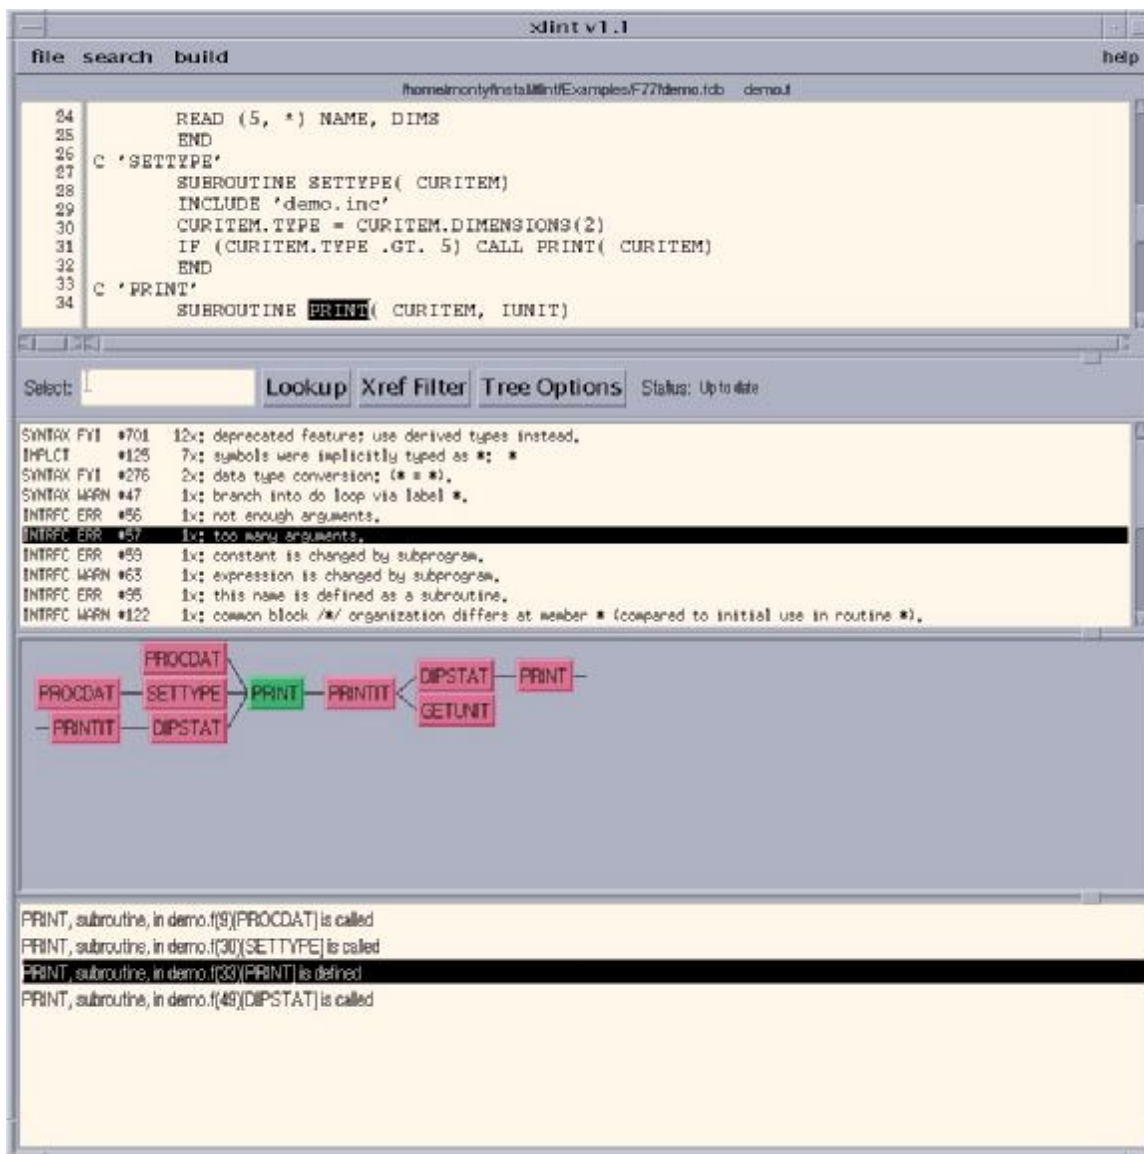 xlint v1.1
file search build help
/home/monty/install/flint/Examples/F77/demo.fdb demo.f
24 READ (5, *) NAME, DIMS
25 END
26 C 'SETTYPE'
27 SUBROUTINE SETTYPE( CURITEM)
28 INCLUDE 'demo.inc'
29 CURITEM.TYPE = CURITEM.DIMENSIONS(2)
30 IF (CURITEM.TYPE .GT. 5) CALL PRINT( CURITEM)
31 END
32 C 'PRINT'
33 SUBROUTINE PRINT( CURITEM, IUNIT)
34
Select: Lookup Xref Filter Tree Options Status: Up to date
SYNTAX FYI #701 12x: deprecated feature: use derived types instead.
IMPLCT #125 7x: symbols were implicitly typed as *: *
SYNTAX FYI #276 2x: data type conversion: (* = *).
SYNTAX WARN #47 1x: branch into do loop via label *.
INTRFC ERR #56 1x: not enough arguments.
INTRFC ERR #57 1x: too many arguments.
INTRFC ERR #59 1x: constant is changed by subprogram.
INTRFC WARN #63 1x: expression is changed by subprogram.
INTRFC ERR #95 1x: this name is defined as a subroutine.
INTRFC WARN #122 1x: common block /*/ organization differs at member * (compared to initial use in routine *).
PROCDAT
PROCDAT SETTYPE PRINT PRINTIT DIPSTAT PRINT
PRINTIT DIPSTAT GETUNIT
PRINT, subroutine, in demo.f(9)[PROCDAT] is called
PRINT, subroutine, in demo.f(30)[SETTYPE] is called
PRINT, subroutine, in demo.f(33)[PRINT] is defined
PRINT, subroutine, in demo.f(49)[DIPSTAT] is called